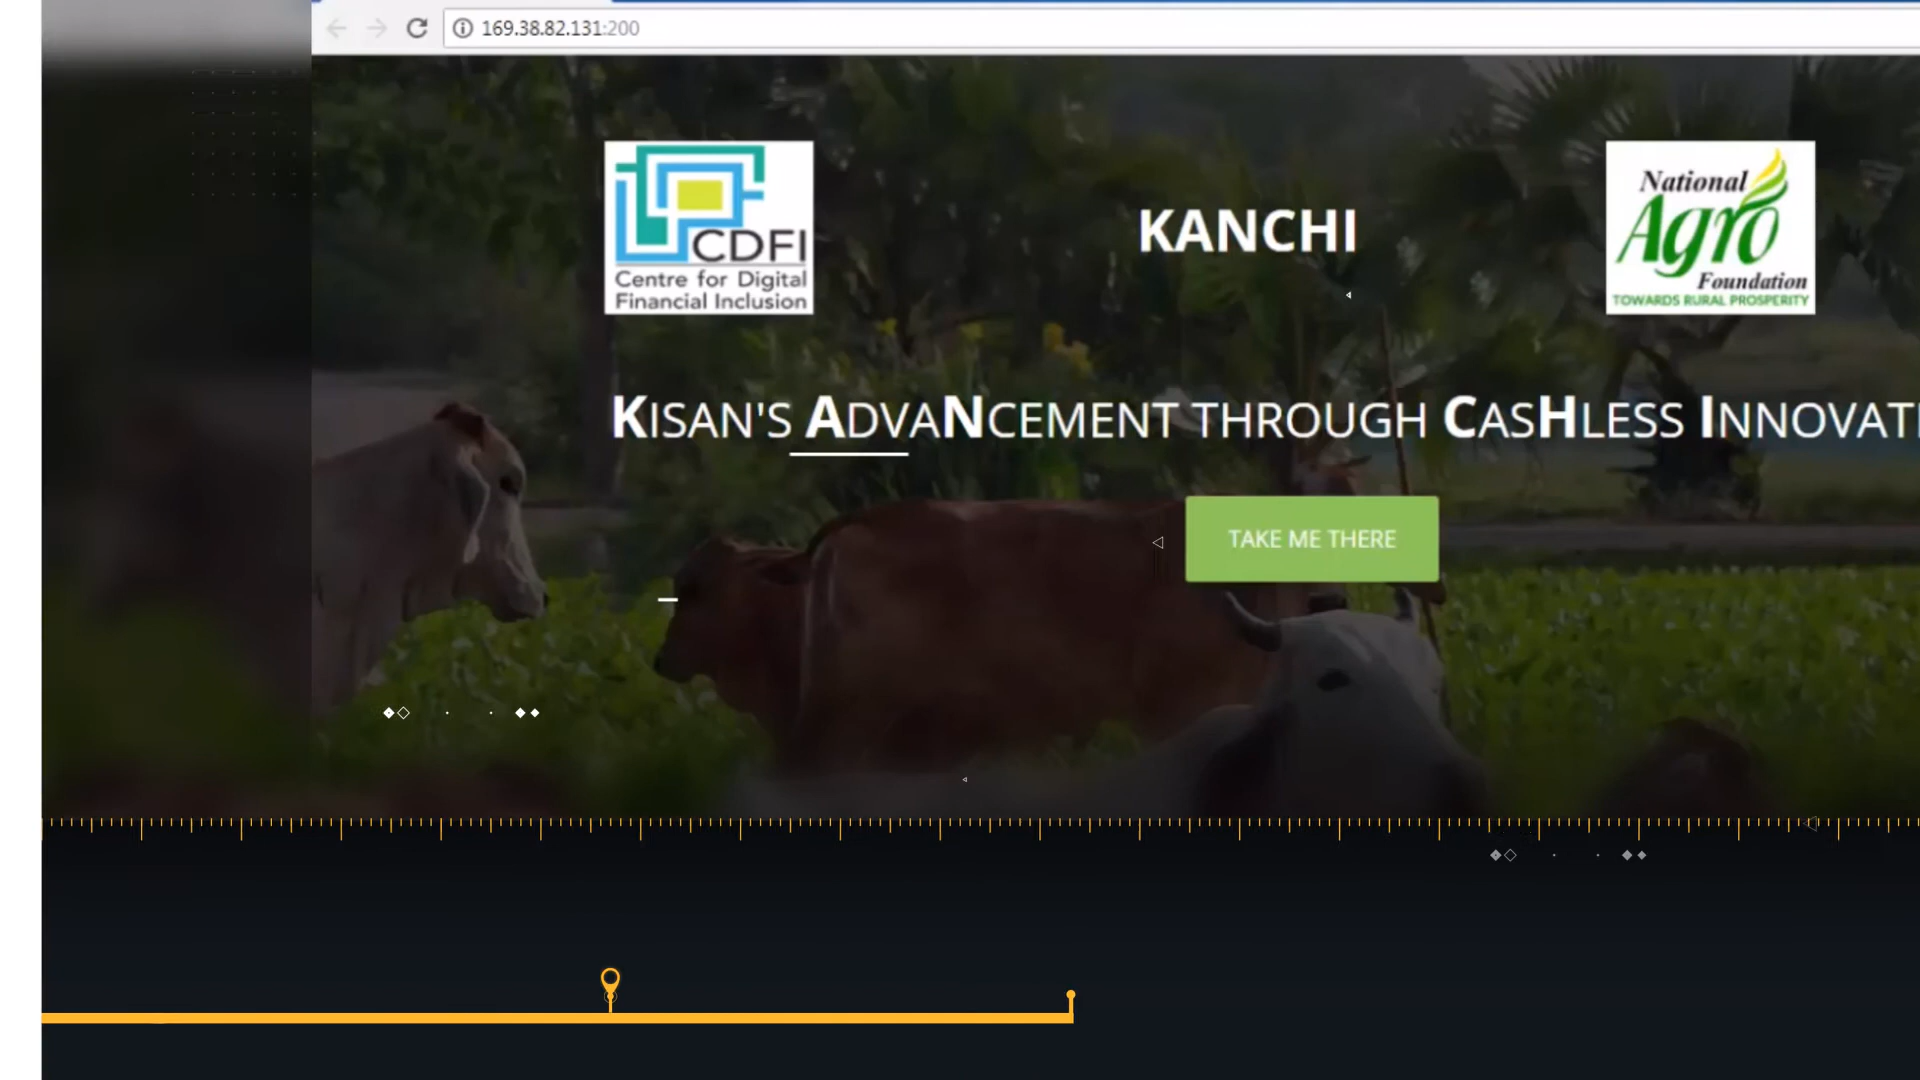 169.38.82.131:200
CDFI
Centre for Digital
Financial Inclusion
KANCHI
National
Agro
Foundation
TOWARDS RURAL PROSPERITY
KISAN'S ADVANCEMENT THROUGH CASHLESS INNOVATI
TAKE ME THERE